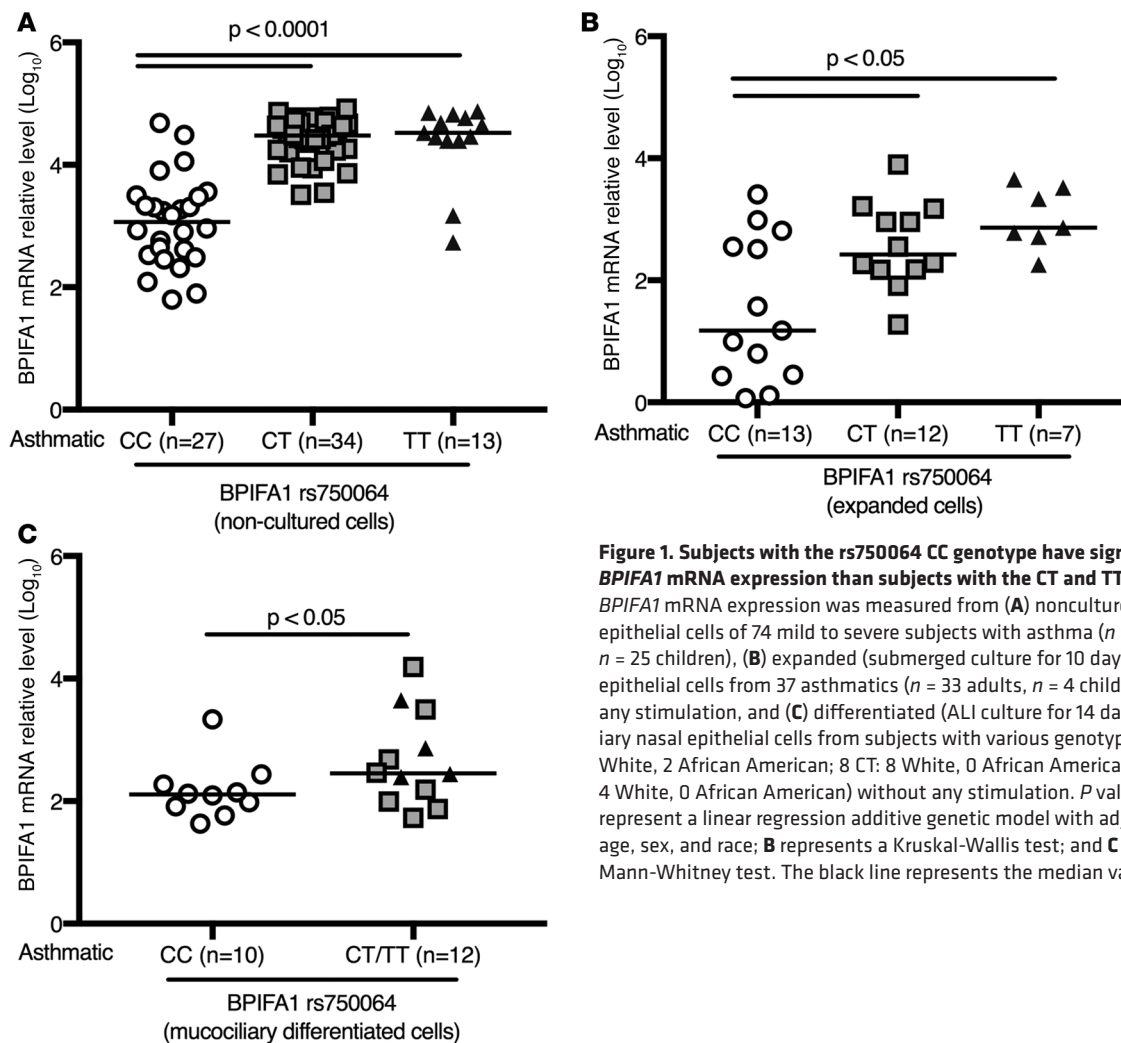 A
p < 0.0001
BPIFA1 mRNA relative level (Log10)
6
4
2
0
Asthmatic CC (n=27) CT (n=34) TT (n=13)
BPIFA1 rs750064
(non-cultured cells)
B
p < 0.05
BPIFA1 mRNA relative level (Log10)
6
4
2
0
Asthmatic CC (n=13) CT (n=12) TT (n=7)
BPIFA1 rs750064
(expanded cells)
C
p < 0.05
BPIFA1 mRNA relative level (Log10)
6
4
2
0
Asthmatic CC (n=10) CT/TT (n=12)
BPIFA1 rs750064
(mucociliary differentiated cells)
Figure 1. Subjects with the rs750064 CC genotype have sign
BPIFA1 mRNA expression than subjects with the CT and TT
BPIFA1 mRNA expression was measured from (A) nonculture
epithelial cells of 74 mild to severe subjects with asthma (n
n = 25 children), (B) expanded (submerged culture for 10 day
epithelial cells from 37 asthmatics (n = 33 adults, n = 4 child
any stimulation, and (C) differentiated (ALI culture for 14 da
iary nasal epithelial cells from subjects with various genotyp
White, 2 African American; 8 CT: 8 White, 0 African America
4 White, 0 African American) without any stimulation. P val
represent a linear regression additive genetic model with ad
age, sex, and race; B represents a Kruskal-Wallis test; and C
Mann-Whitney test. The black line represents the median va